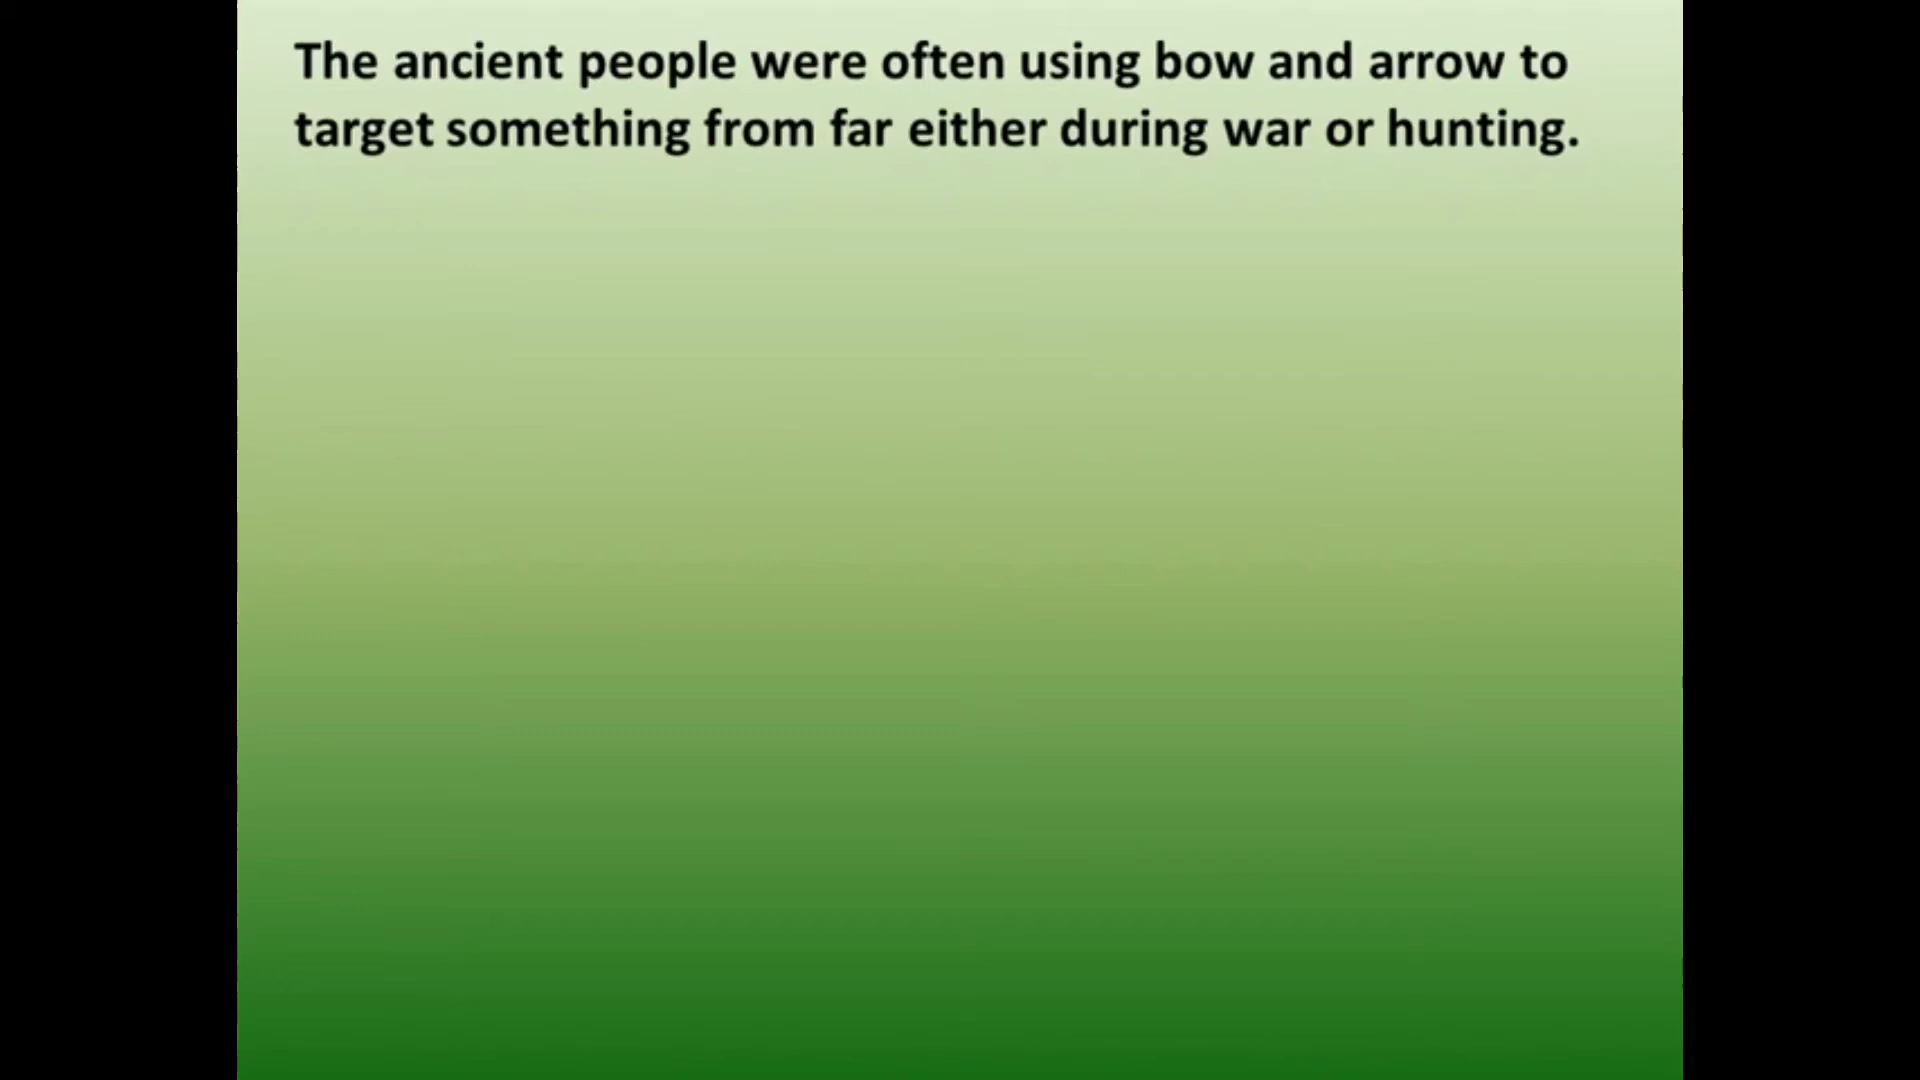 The ancient people were often using bow and arrow to
target something from far either during war or hunting.